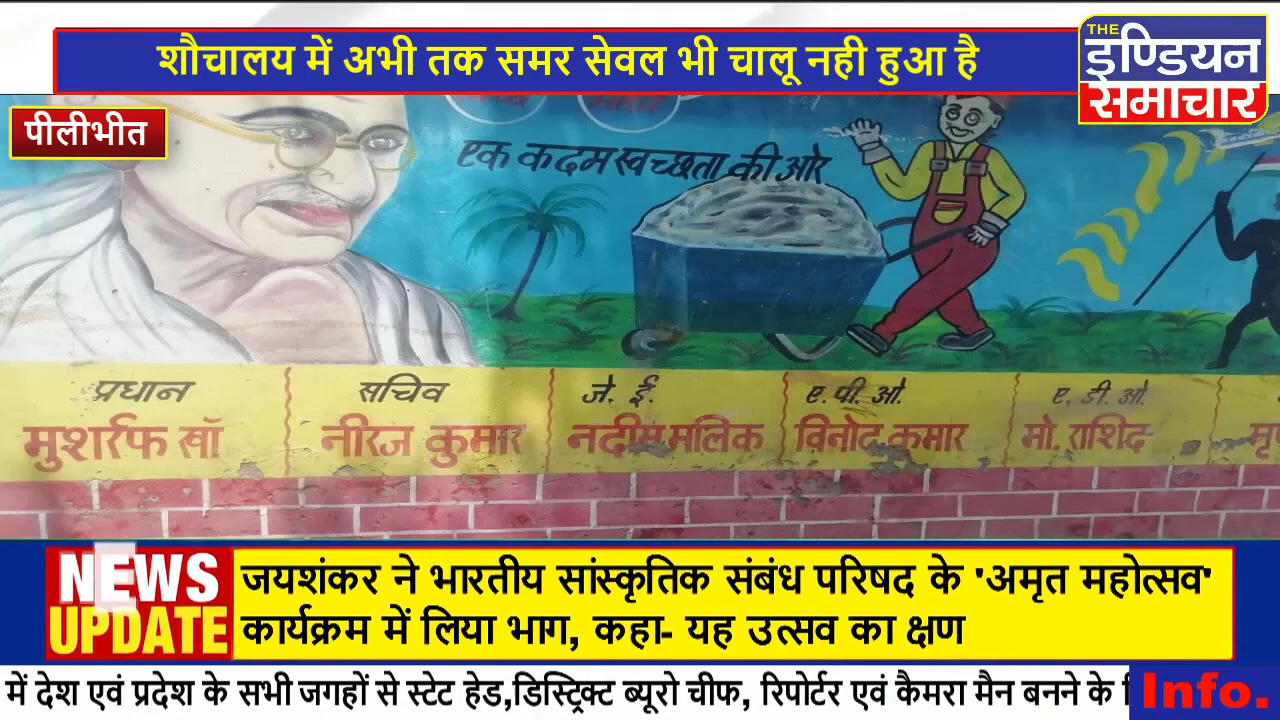 शौचालय में अभी तक समर सेवल भी चालू नही हुआ है
THE
इण्डियन
समाचार
पीलीभीत
एक कदम स्वच्छता की ओर
प्रधान सचिव जे. ई. ए. पी. ओ. ए. डी. ओ.
मुशर्रफ खाॅ नीरज कुमार नदीम मलिक विनोद कुमार मो. राशिद
NEWS
UPDATE
जयशंकर ने भारतीय सांस्कृतिक संबंध परिषद के 'अमृत महोत्सव'
कार्यक्रम में लिया भाग, कहा- यह उत्सव का क्षण
में देश एवं प्रदेश के सभी जगहों से स्टेट हेड,डिस्ट्रिक्ट ब्यूरो चीफ, रिपोर्टर एवं कैमरा मैन बनने के
Info.